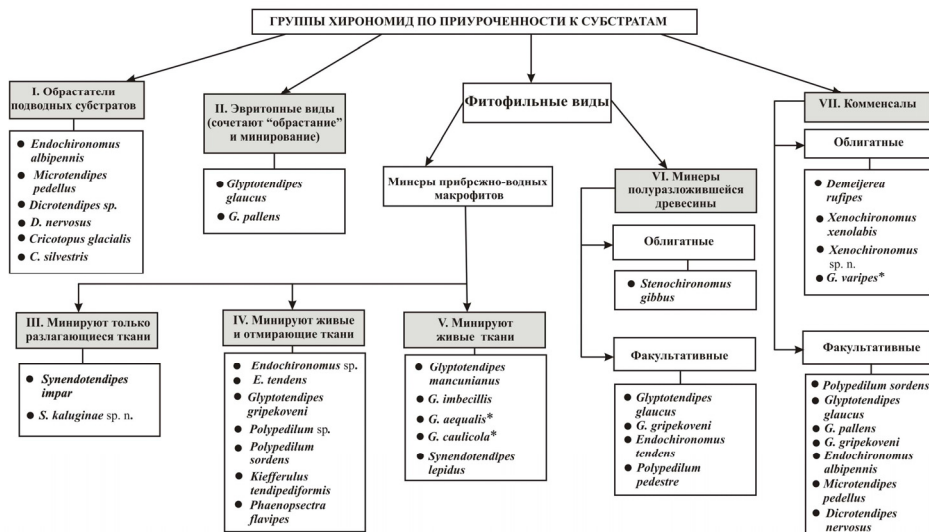 ГРУППЫ ХИРОНОМИД ПО ПРИУРОЧЕННОСТИ К СУБСТРАТАМ
I. Обрастатели
подводных субстратов
Endochironomus
albipennis
Microtendipes
pedellus
Dicrotendipes sp.
D. nervosus
Cricotopus glacialis
C. silvestris
II. Эвритопные виды
(сочетают “обрастание”
и минирование)
Glyptotendipes
glaucus
G. pallens
Фитофильные виды
Минеры прибржно-водных
макрофитов
III. Минируют только
разлагающиеся ткани
Synendotendipes
impar
S. kaluginae sp. n.
IV. Минируют живые
и отмирающие ткани
Endochironomus sp.
E. tendens
Glyptotendipes
gripekoveni
Polypedilum sp.
Polypedilum
sordens
Kiefferulus
tendipediformis
Phaenopsectra
flavipes
V. Минируют
живые ткани
Glyptotendipes
mancunianus
G. imbecillis
G. aequalis*
G. caulicola*
Synendotendipes
lepidus
VI. Минеры
полуразложившейся
древесины
Облигатные
Stenochironomus
gibbus
Факультативные
Glyptotendipes
glaucus
G. gripekoveni
Endochironomus
tendens
Polypedilum
pedestre
VII. Комменсалы
Облигатные
Demeijerea
rufipes
Xenochironomus
xenolabis
Xenochironomus
sp. n.
G. varipes*
Факультативные
Polypedilum sordens
Glyptotendipes
glaucus
G. pallens
G. gripekoveni
Endochironomus
albipennis
Microtendipes
pedellus
Dicrotendipes
nervosus